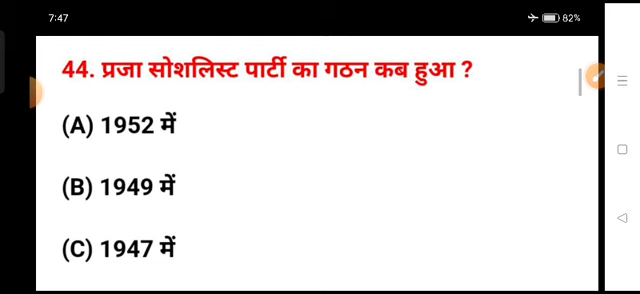 7:47
82%
44. प्रजा सोशलिस्ट पार्टी का गठन कब हुआ ?
(A) 1952 में
(B) 1949 में
(C) 1947 में